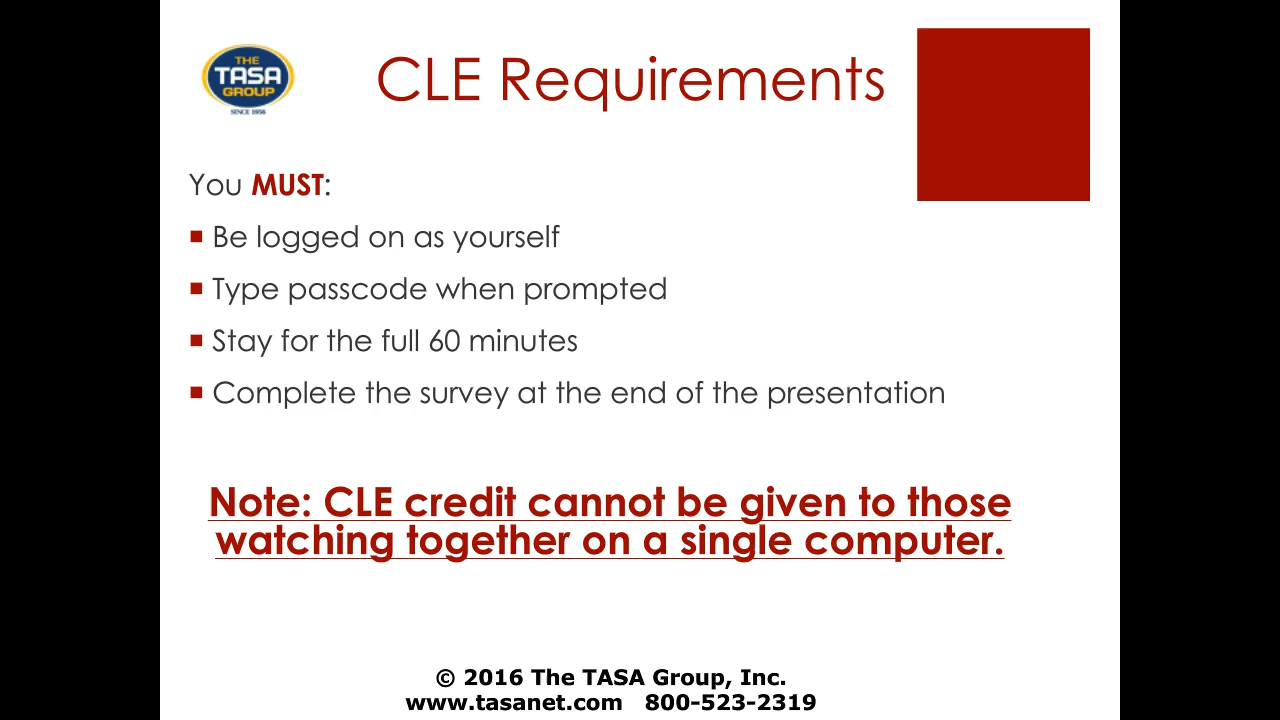 THE
TASA
GROUP
SINCE 1956
CLE Requirements
You MUST:
Be logged on as yourself
Type passcode when prompted
Stay for the full 60 minutes
Complete the survey at the end of the presentation
Note: CLE credit cannot be given to those
watching together on a single computer.
© 2016 The TASA Group, Inc.
www.tasanet.com 800-523-2319